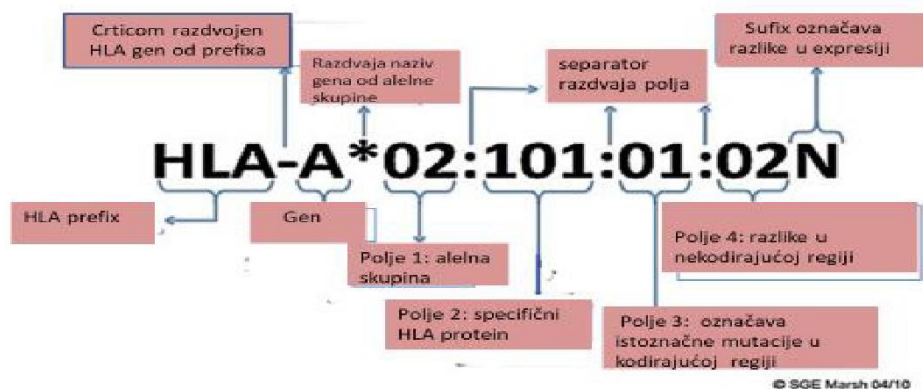 Crticom razdvojen
HLA gen od prefixa
Razdvaja naziv
gena od alelne
skupine
separator
razdvaja polja
Sufix označava
razlike u expresiji
HLA-A*02:101:01:02N
HLA prefix
Gen
Polje 1: alelna
skupina
Polje 2: specifični
HLA protein
Polje 3: označava
istoznačne mutacije u
kodirajućoj regiji
Polje 4: razlike u
nekodirajućoj regiji
© SGE Marsh 04/10